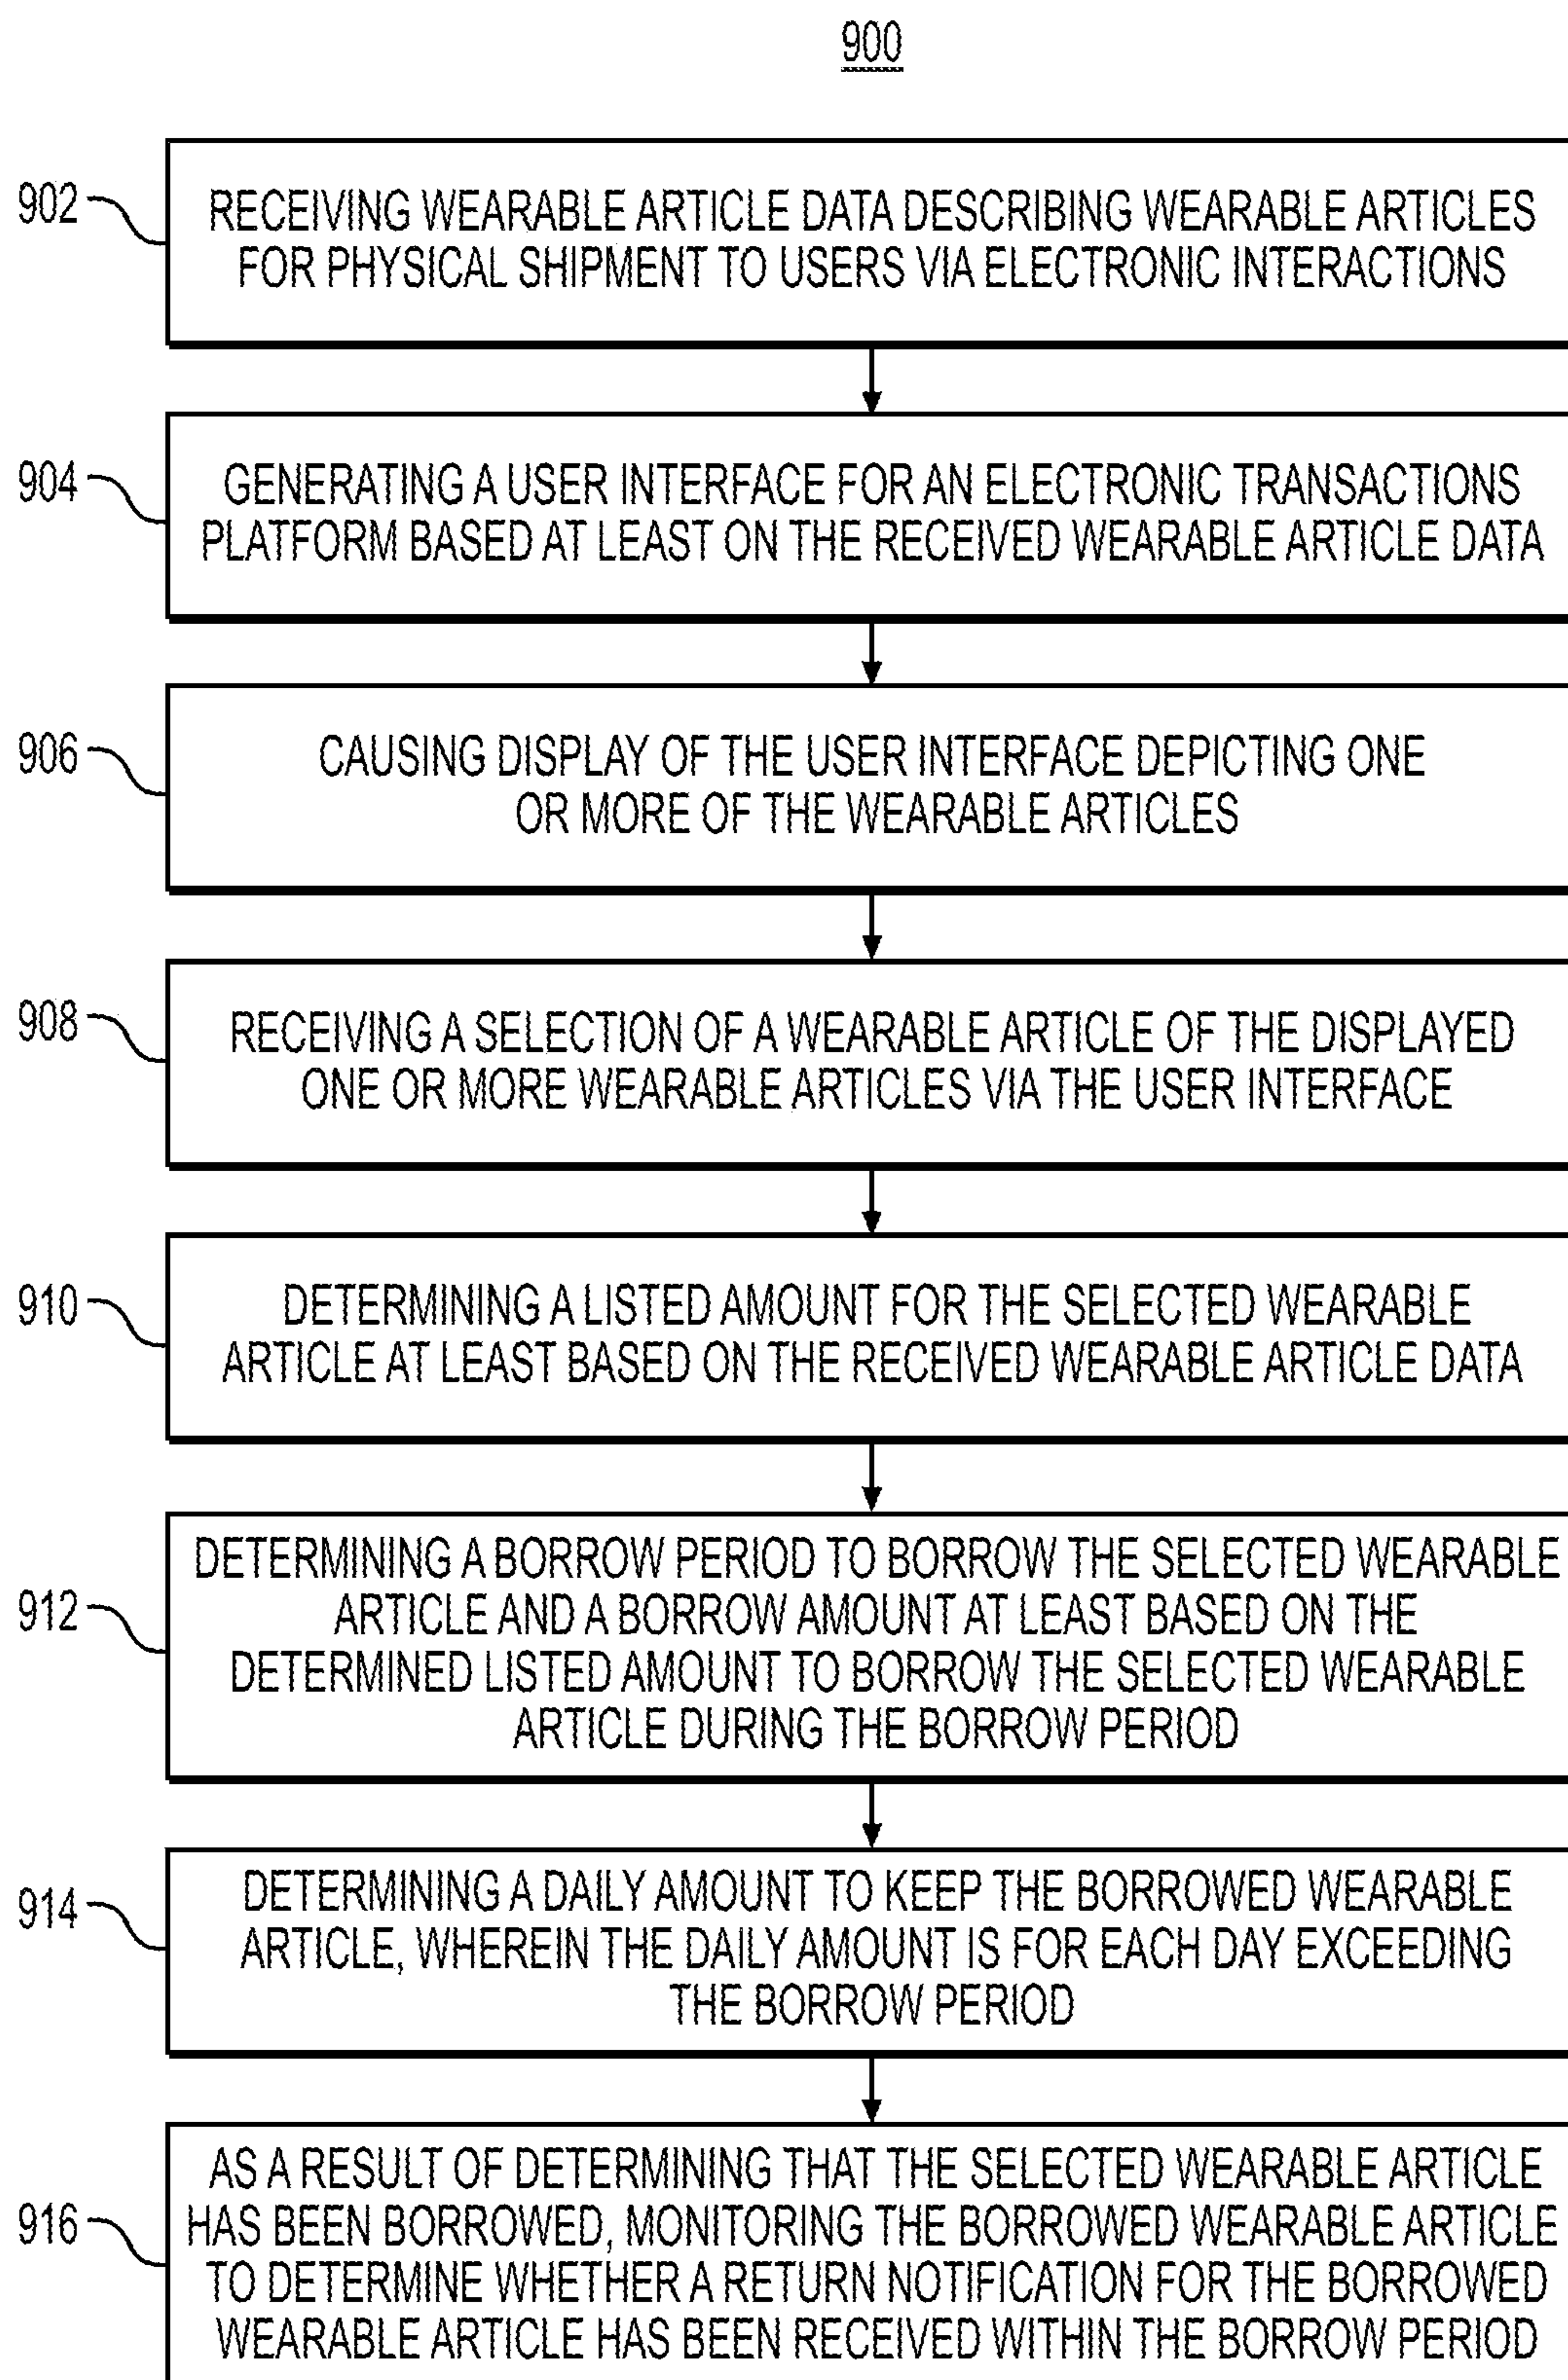 900
902
RECEIVING WEARABLE ARTICLE DATA DESCRIBING WEARABLE ARTICLES
FOR PHYSICAL SHIPMENT TO USERS VIA ELECTRONIC INTERACTIONS
904
GENERATING A USER INTERFACE FOR AN ELECTRONIC TRANSACTIONS
PLATFORM BASED AT LEAST ON THE RECEIVED WEARABLE ARTICLE DATA
906
CAUSING DISPLAY OF THE USER INTERFACE DEPICTING ONE
OR MORE OF THE WEARABLE ARTICLES
908
RECEIVING A SELECTION OF A WEARABLE ARTICLE OF THE DISPLAYED
ONE OR MORE WEARABLE ARTICLES VIA THE USER INTERFACE
910
DETERMINING A LISTED AMOUNT FOR THE SELECTED WEARABLE
ARTICLE AT LEAST BASED ON THE RECEIVED WEARABLE ARTICLE DATA
912
DETERMINING A BORROW PERIOD TO BORROW THE SELECTED WEARABLE
ARTICLE AND A BORROW AMOUNT AT LEAST BASED ON THE
DETERMINED LISTED AMOUNT TO BORROW THE SELECTED WEARABLE
ARTICLE DURING THE BORROW PERIOD
914
DETERMINING A DAILY AMOUNT TO KEEP THE BORROWED WEARABLE
ARTICLE, WHEREIN THE DAILY AMOUNT IS FOR EACH DAY EXCEEDING
THE BORROW PERIOD
916
AS A RESULT OF DETERMINING THAT THE SELECTED WEARABLE ARTICLE
HAS BEEN BORROWED, MONITORING THE BORROWED WEARABLE ARTICLE
TO DETERMINE WHETHER A RETURN NOTIFICATION FOR THE BORROWED
WEARABLE ARTICLE HAS BEEN RECEIVED WITHIN THE BORROW PERIOD